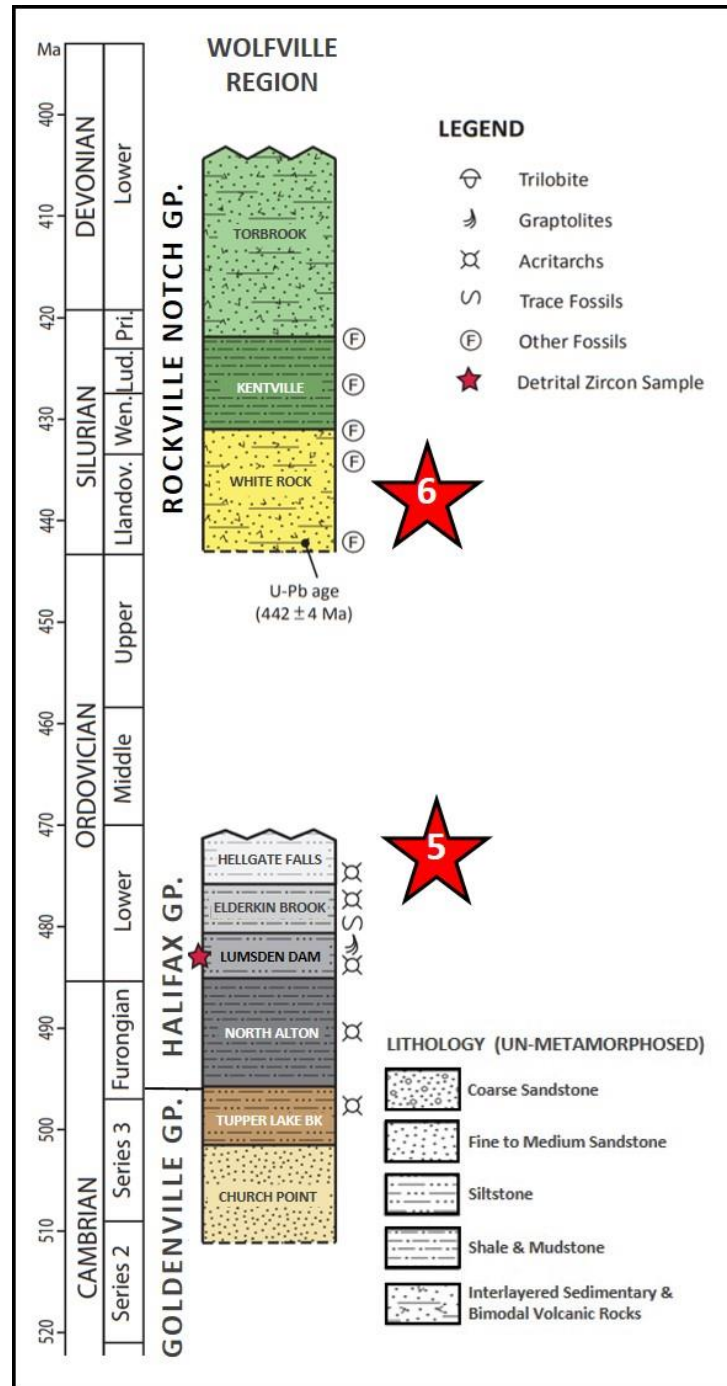 WOLFVILLE
REGION
Ma
400
410
420
430
440
450
460
470
480
490
500
510
520
DEVONIAN
SILURIAN
ORDOVICIAN
CAMBRIAN
Lower
Pri.
Lud.
Wen.
Llandov.
Upper
Middle
Lower
Furongian
Series 3
Series 2
ROCKVILLE NOTCH GP.
HALIFAX GP.
GOLDENVILLE GP.
TORBROOK
F
KENTVILLE
F
F
WHITE ROCK
F
F
U-Pb age
(442 ± 4 Ma)
HELLGATE FALLS
ELDERKIN BROOK
LUMSDEN DAM
NORTH ALTON
TUPPER LAKE BK
CHURCH POINT
LEGEND
Trilobite
Graptolites
Acritarchs
Trace Fossils
F Other Fossils
Detrital Zircon Sample
6
5
LITHOLOGY (UN-METAMORPHOSED)
Coarse Sandstone
Fine to Medium Sandstone
Siltstone
Shale & Mudstone
Interlayered Sedimentary &
Bimodal Volcanic Rocks